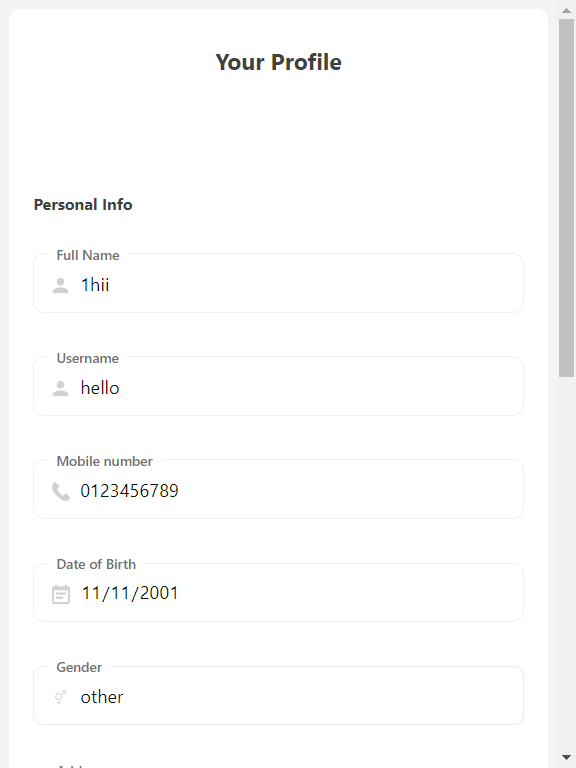 Your Profile
Personal Info
Full Name
1hii
Username
hello
Mobile number
0123456789
Date of Birth
11/11/2001
Gender
other